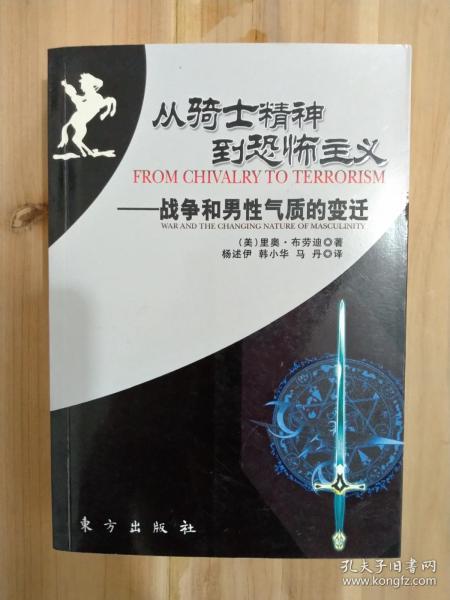 从骑士精神
到恐怖主义
FROM CHIVALRY TO TERRORISM
——战争和男性气质的变迁
WAR AND THE CHANGING NATURE OF MASCULINITY
(美)里奥·布劳迪◎著
杨述伊 韩小华 马丹◎译
东方出版社
孔夫子旧书网
www.kongfz.com